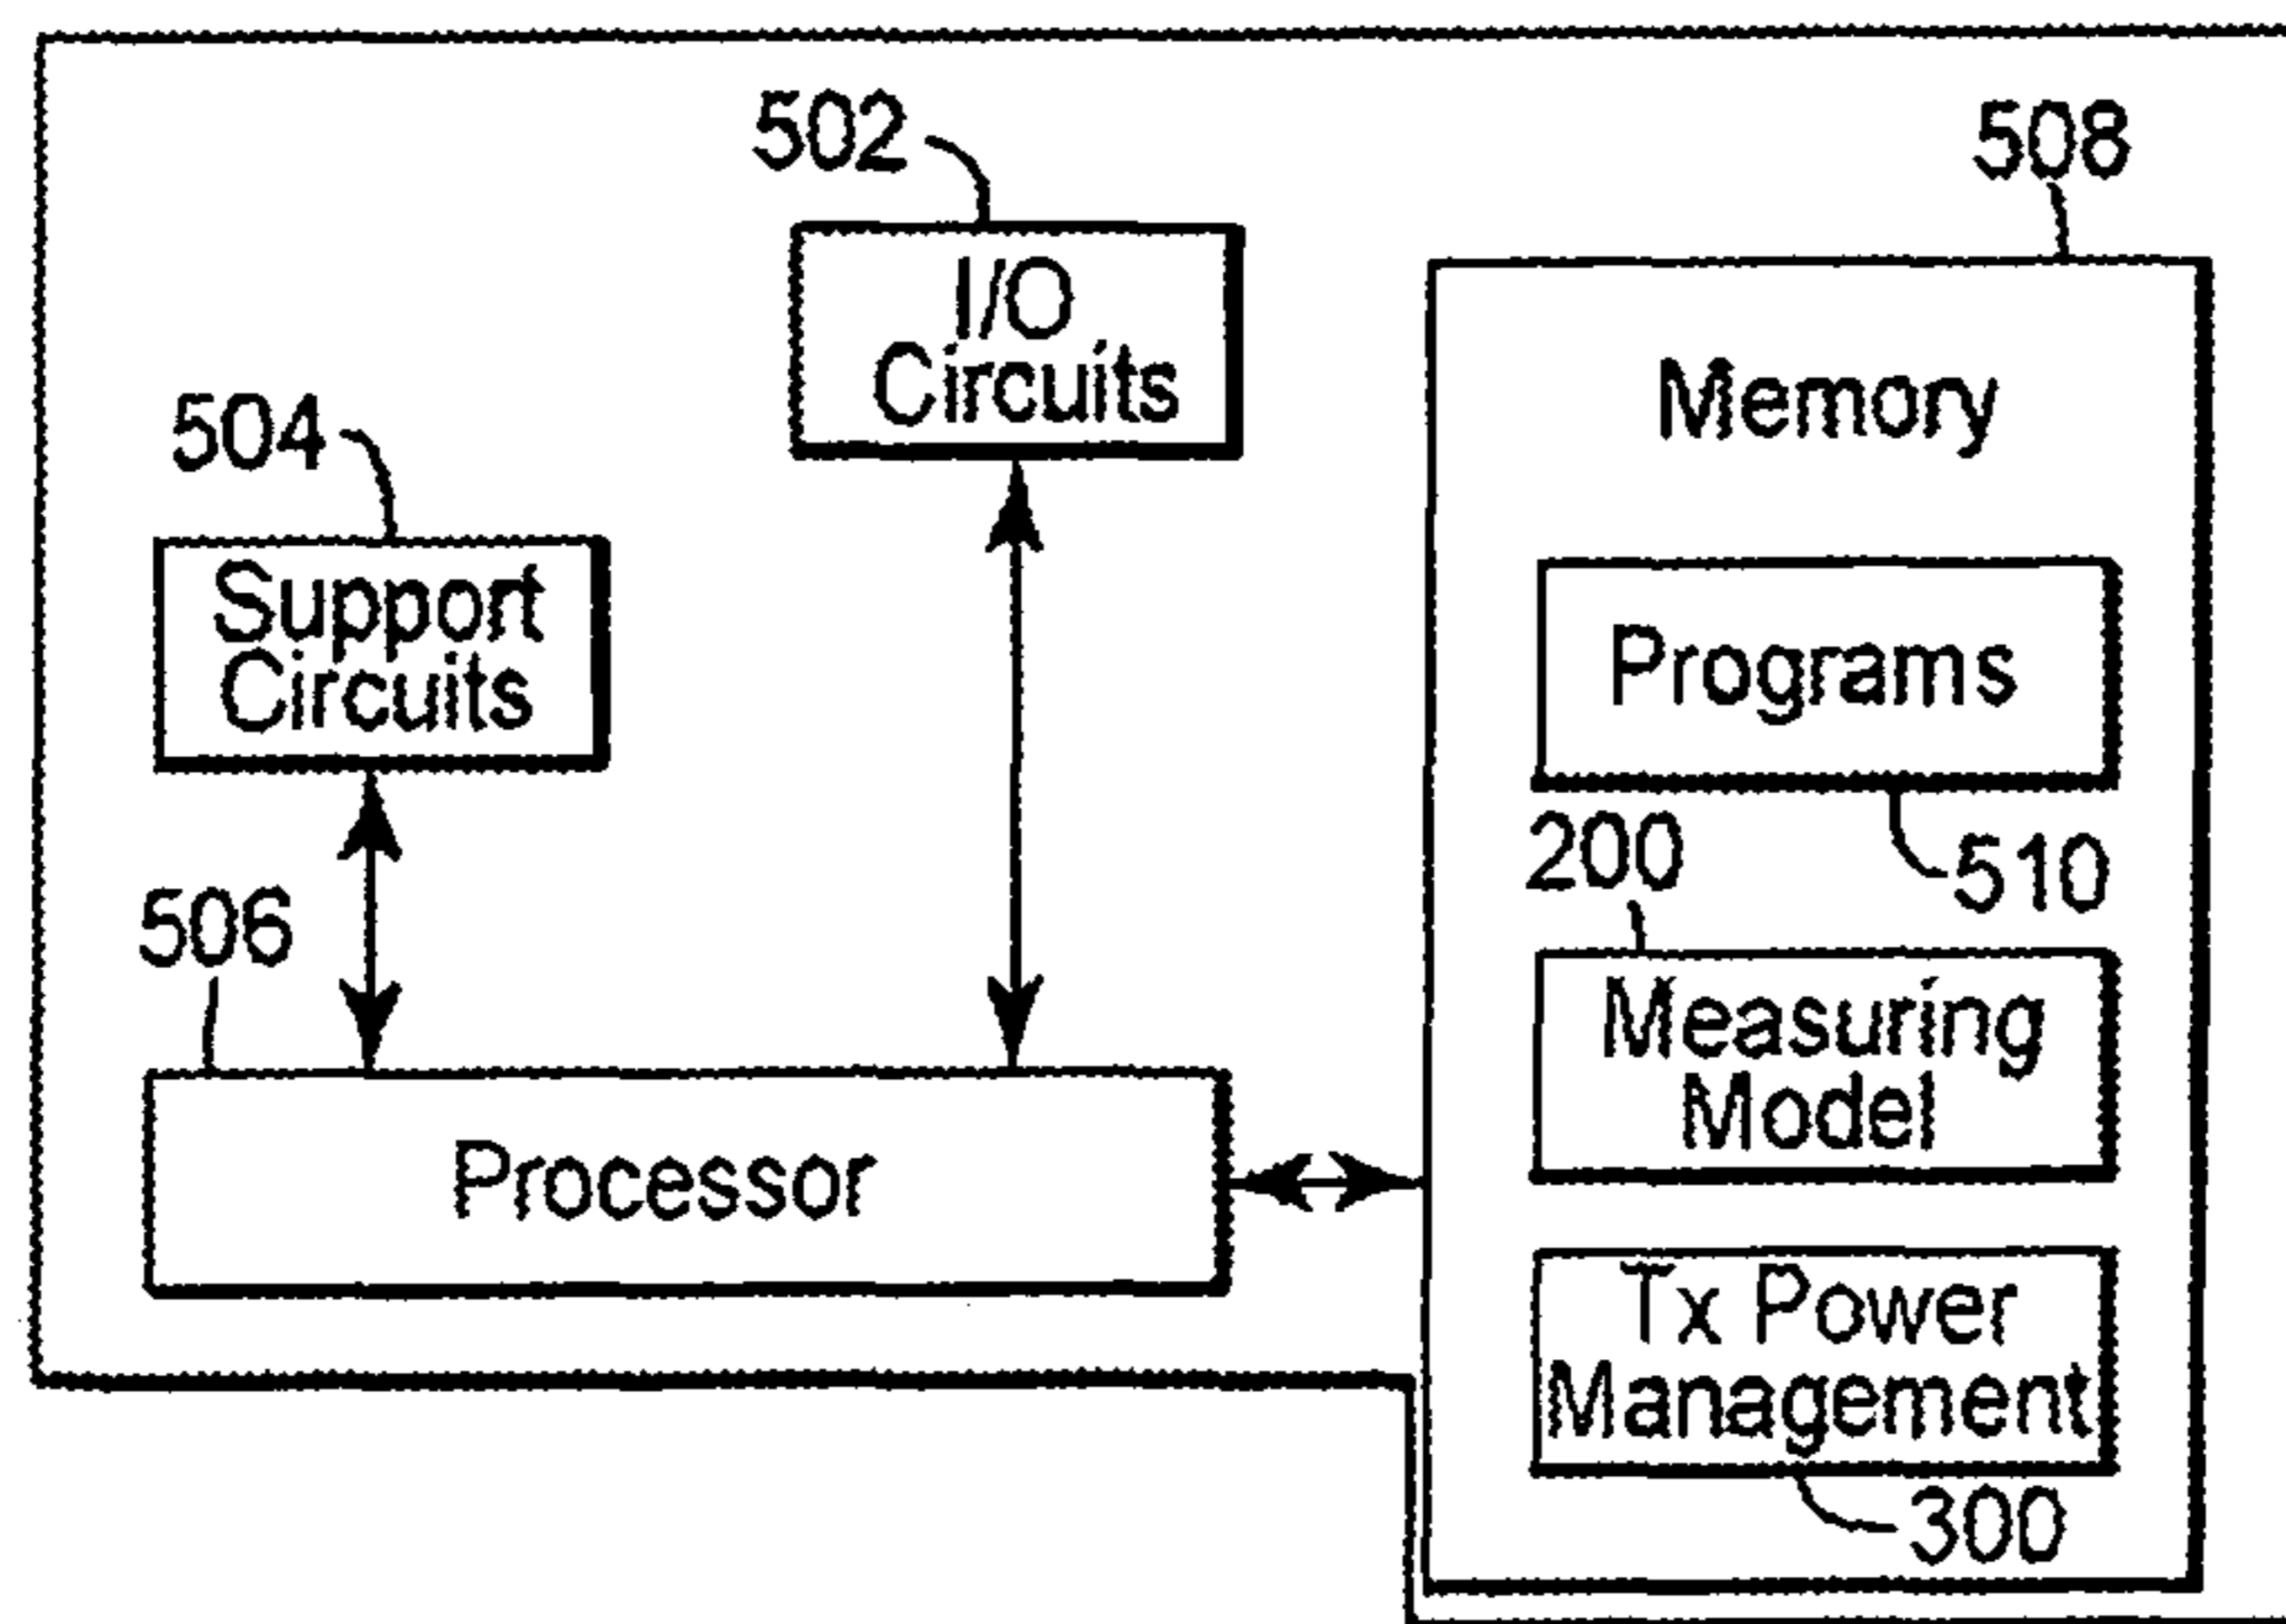 502
508
I/O
Circuits
504
Memory
Support
Circuits
Programs
200
510
506
Measuring
Model
Processor
Tx Power
Management
300